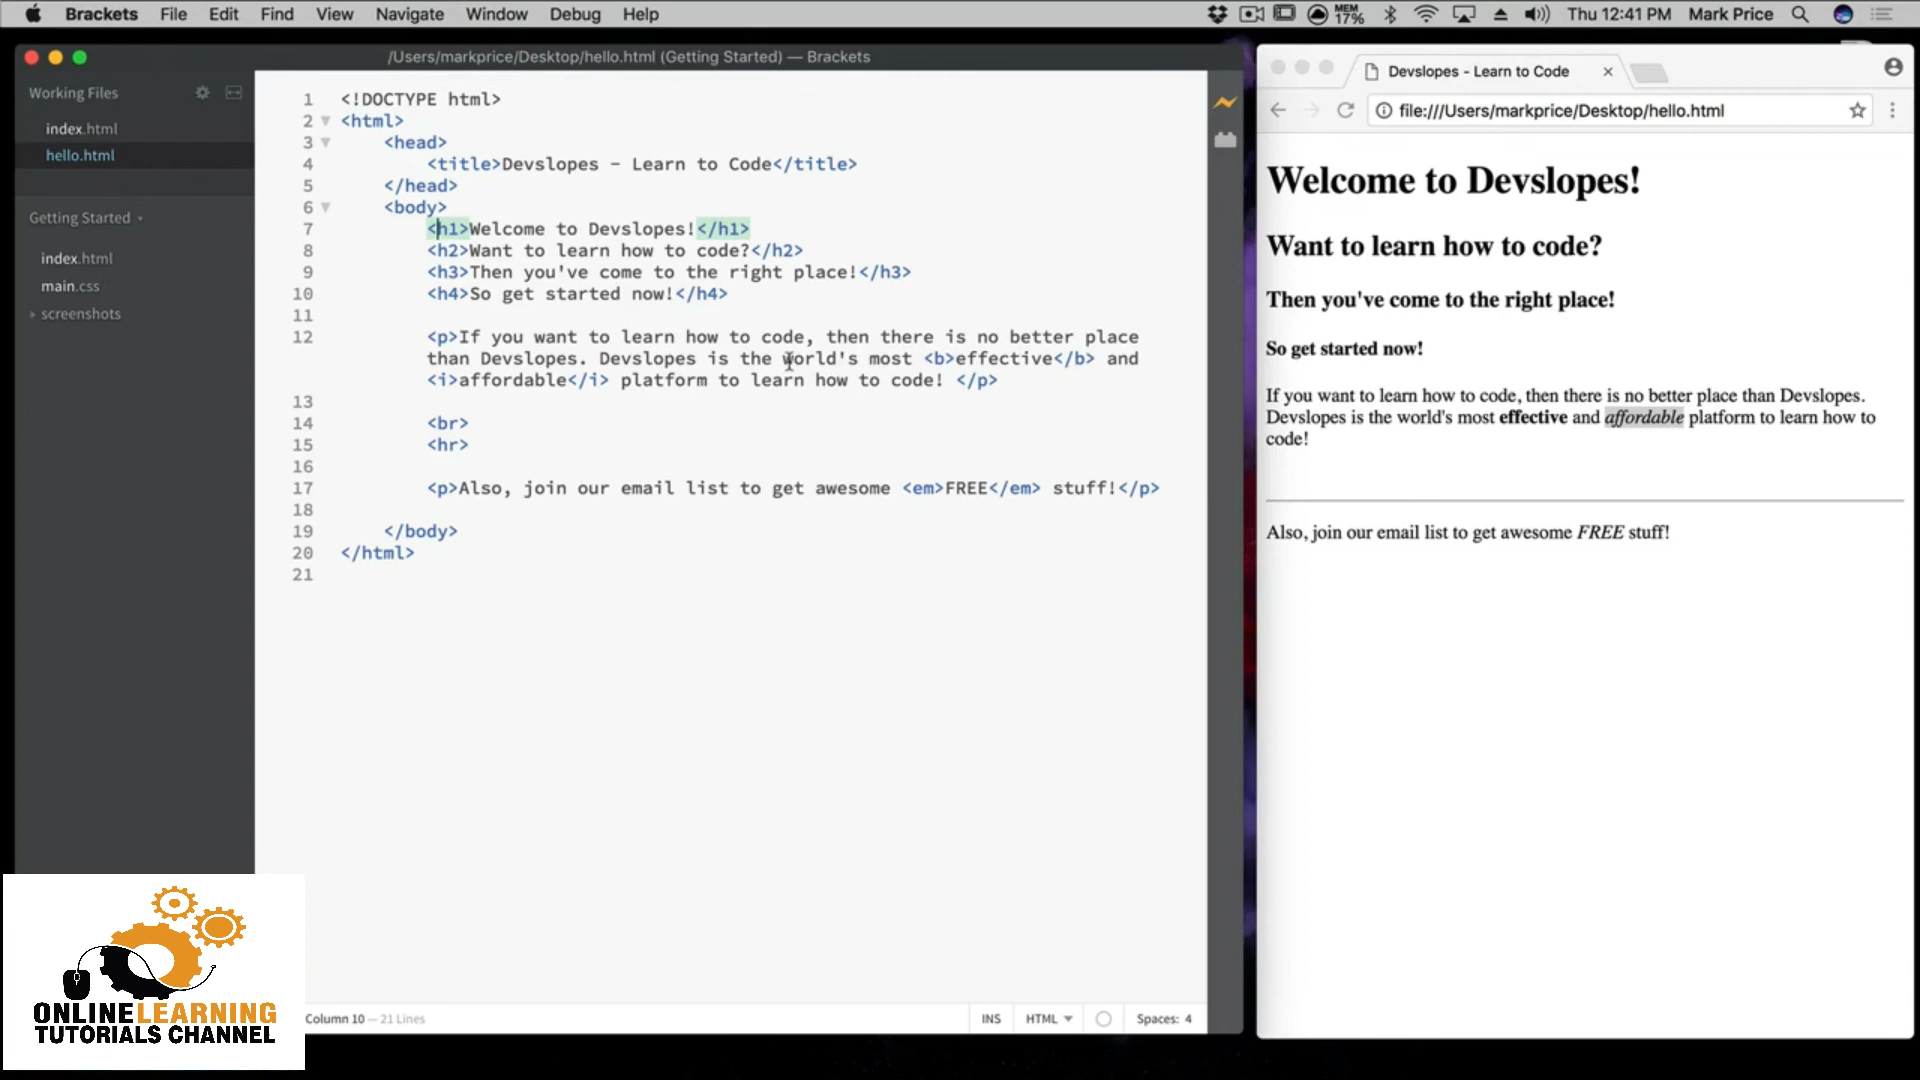 Brackets File Edit Find View Navigate Window Debug Help MEM 17% Thu 12:41 PM Mark Price
/Users/markprice/Desktop/hello.html (Getting Started) — Brackets
Working Files
index.html
hello.html
Getting Started
index.html
main.css
screenshots
1 <!DOCTYPE html>
2 <html>
3 <head>
4 <title>Devslopes - Learn to Code</title>
5 </head>
6 <body>
7 <h1>Welcome to Devslopes!</h1>
8 <h2>Want to learn how to code?</h2>
9 <h3>Then you've come to the right place!</h3>
10 <h4>So get started now!</h4>
11
12 <p>If you want to learn how to code, then there is no better place
than Devslopes. Devslopes is the world's most <b>effective</b> and
<i>affordable</i> platform to learn how to code! </p>
13
14 <br>
15 <hr>
16
17 <p>Also, join our email list to get awesome <em>FREE</em> stuff!</p>
18
19 </body>
20 </html>
21
Column 10 — 21 Lines
INS HTML Spaces: 4
Devslopes - Learn to Code
file:///Users/markprice/Desktop/hello.html
Welcome to Devslopes!
Want to learn how to code?
Then you've come to the right place!
So get started now!
If you want to learn how to code, then there is no better place than Devslopes.
Devslopes is the world's most effective and affordable platform to learn how to
code!
Also, join our email list to get awesome FREE stuff!
ONLINELEARNING
TUTORIALS CHANNEL